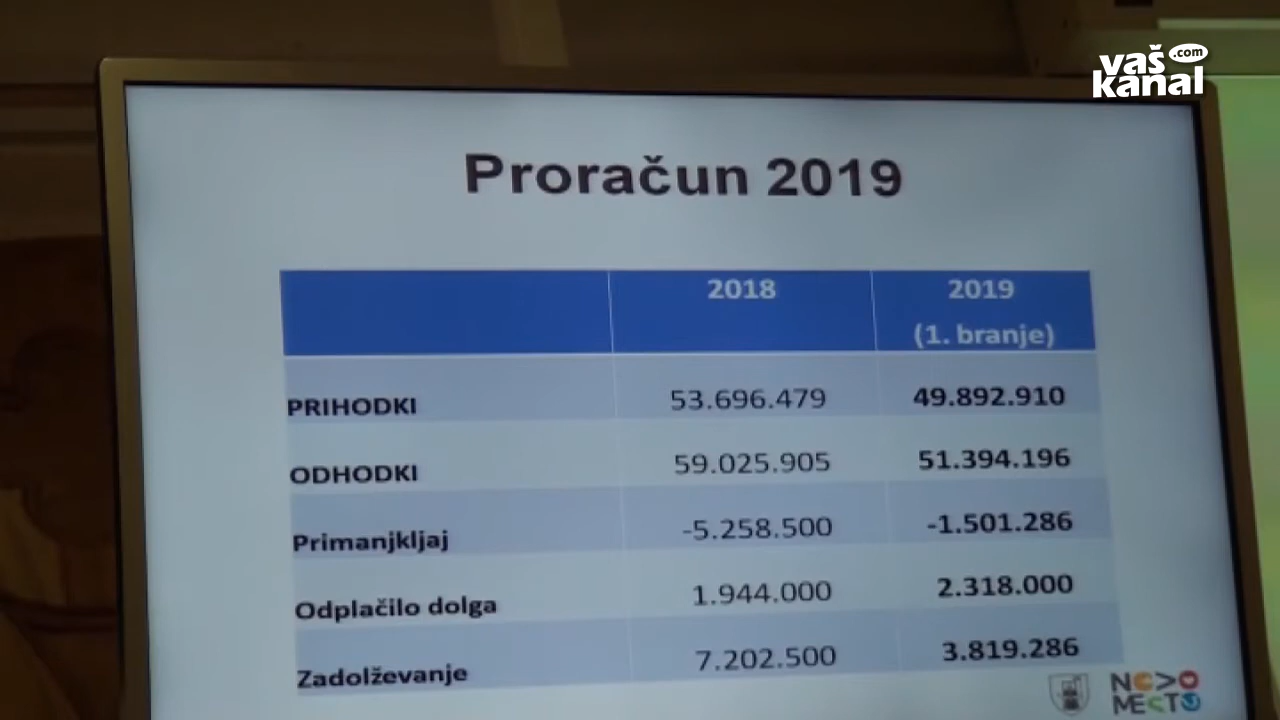 vaš .com
kanal
Proračun 2019
2018 2019
(1. branje)
PRIHODKI 53.696.479 49.892.910
ODHODKI 59.025.905 51.394.196
Primanjkljaj -5.258.500 -1.501.286
Odplačilo dolga 1.944.000 2.318.000
Zadolževanje 7.202.500 3.819.286
NOVO
MESTO